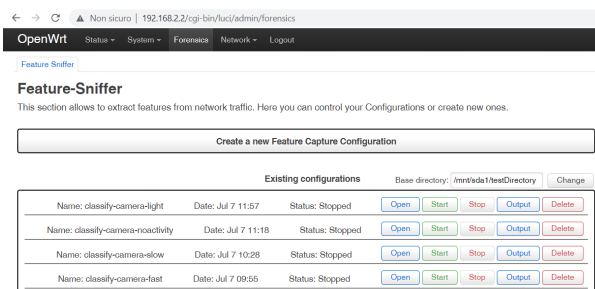 Non sicuro | 192.168.2.2/cgi-bin/luci/admin/forensics
OpenWrt Status System Forensics Network Logout
Feature Sniffer
Feature-Sniffer
This section allows to extract features from network traffic. Here you can control your Configurations or create new ones.
Create a new Feature Capture Configuration
Existing configurations Base directory: /mnt/sda1/testDirectory Change
Name: classify-camera-light Date: Jul 7 11:57 Status: Stopped Open Start Stop Output Delete
Name: classify-camera-noactivity Date: Jul 7 11:18 Status: Stopped Open Start Stop Output Delete
Name: classify-camera-slow Date: Jul 7 10:28 Status: Stopped Open Start Stop Output Delete
Name: classify-camera-fast Date: Jul 7 09:55 Status: Stopped Open Start Stop Output Delete